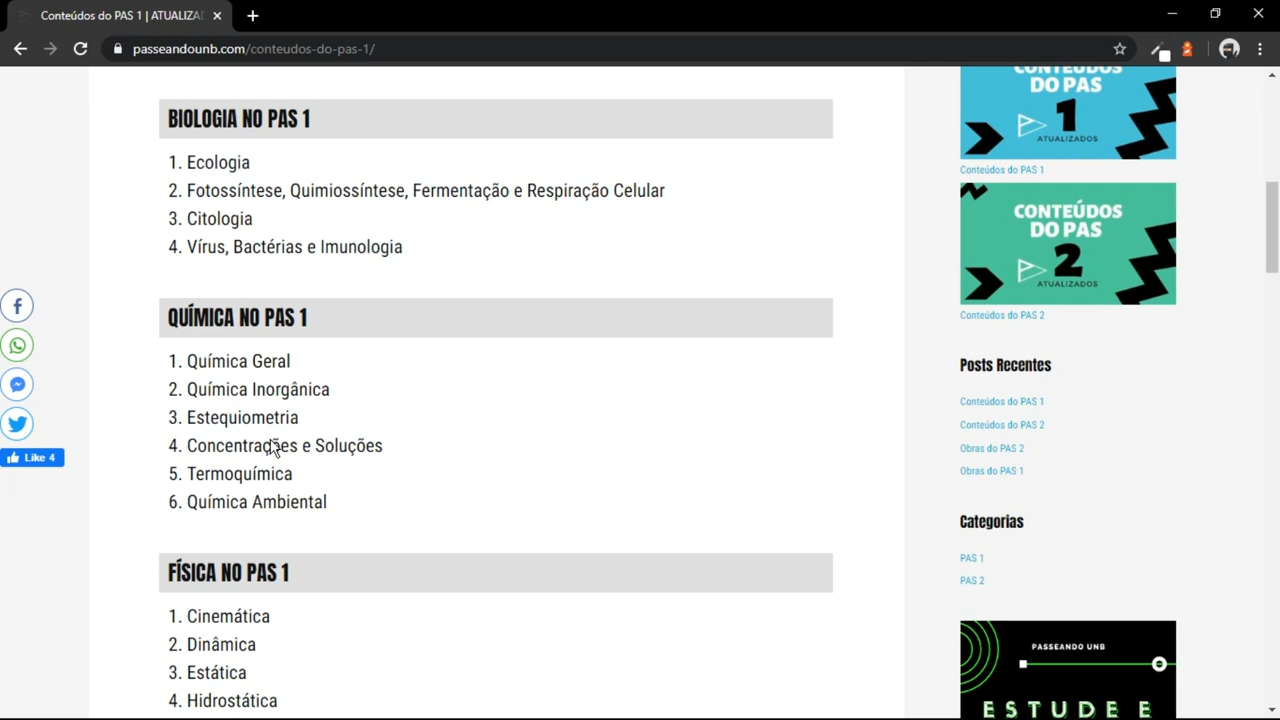 Conteúdos do PAS 1 | ATUALIZA
passeandounb.com/conteudos-do-pas-1/
BIOLOGIA NO PAS 1
1. Ecologia
2. Fotossíntese, Quimiossíntese, Fermentação e Respiração Celular
3. Citologia
4. Vírus, Bactérias e Imunologia
QUÍMICA NO PAS 1
1. Química Geral
2. Química Inorgânica
3. Estequiometria
4. Concentrações e Soluções
5. Termoquímica
6. Química Ambiental
FÍSICA NO PAS 1
1. Cinemática
2. Dinâmica
3. Estática
4. Hidrostática
Like 4
CONTEÚDOS
DO PAS
1
ATUALIZADOS
Conteúdos do PAS 1
CONTEÚDOS
DO PAS
2
ATUALIZADOS
Conteúdos do PAS 2
Posts Recentes
Conteúdos do PAS 1
Conteúdos do PAS 2
Obras do PAS 2
Obras do PAS 1
Categorias
PAS 1
PAS 2
PASSEANDO UNB
ESTUDE E